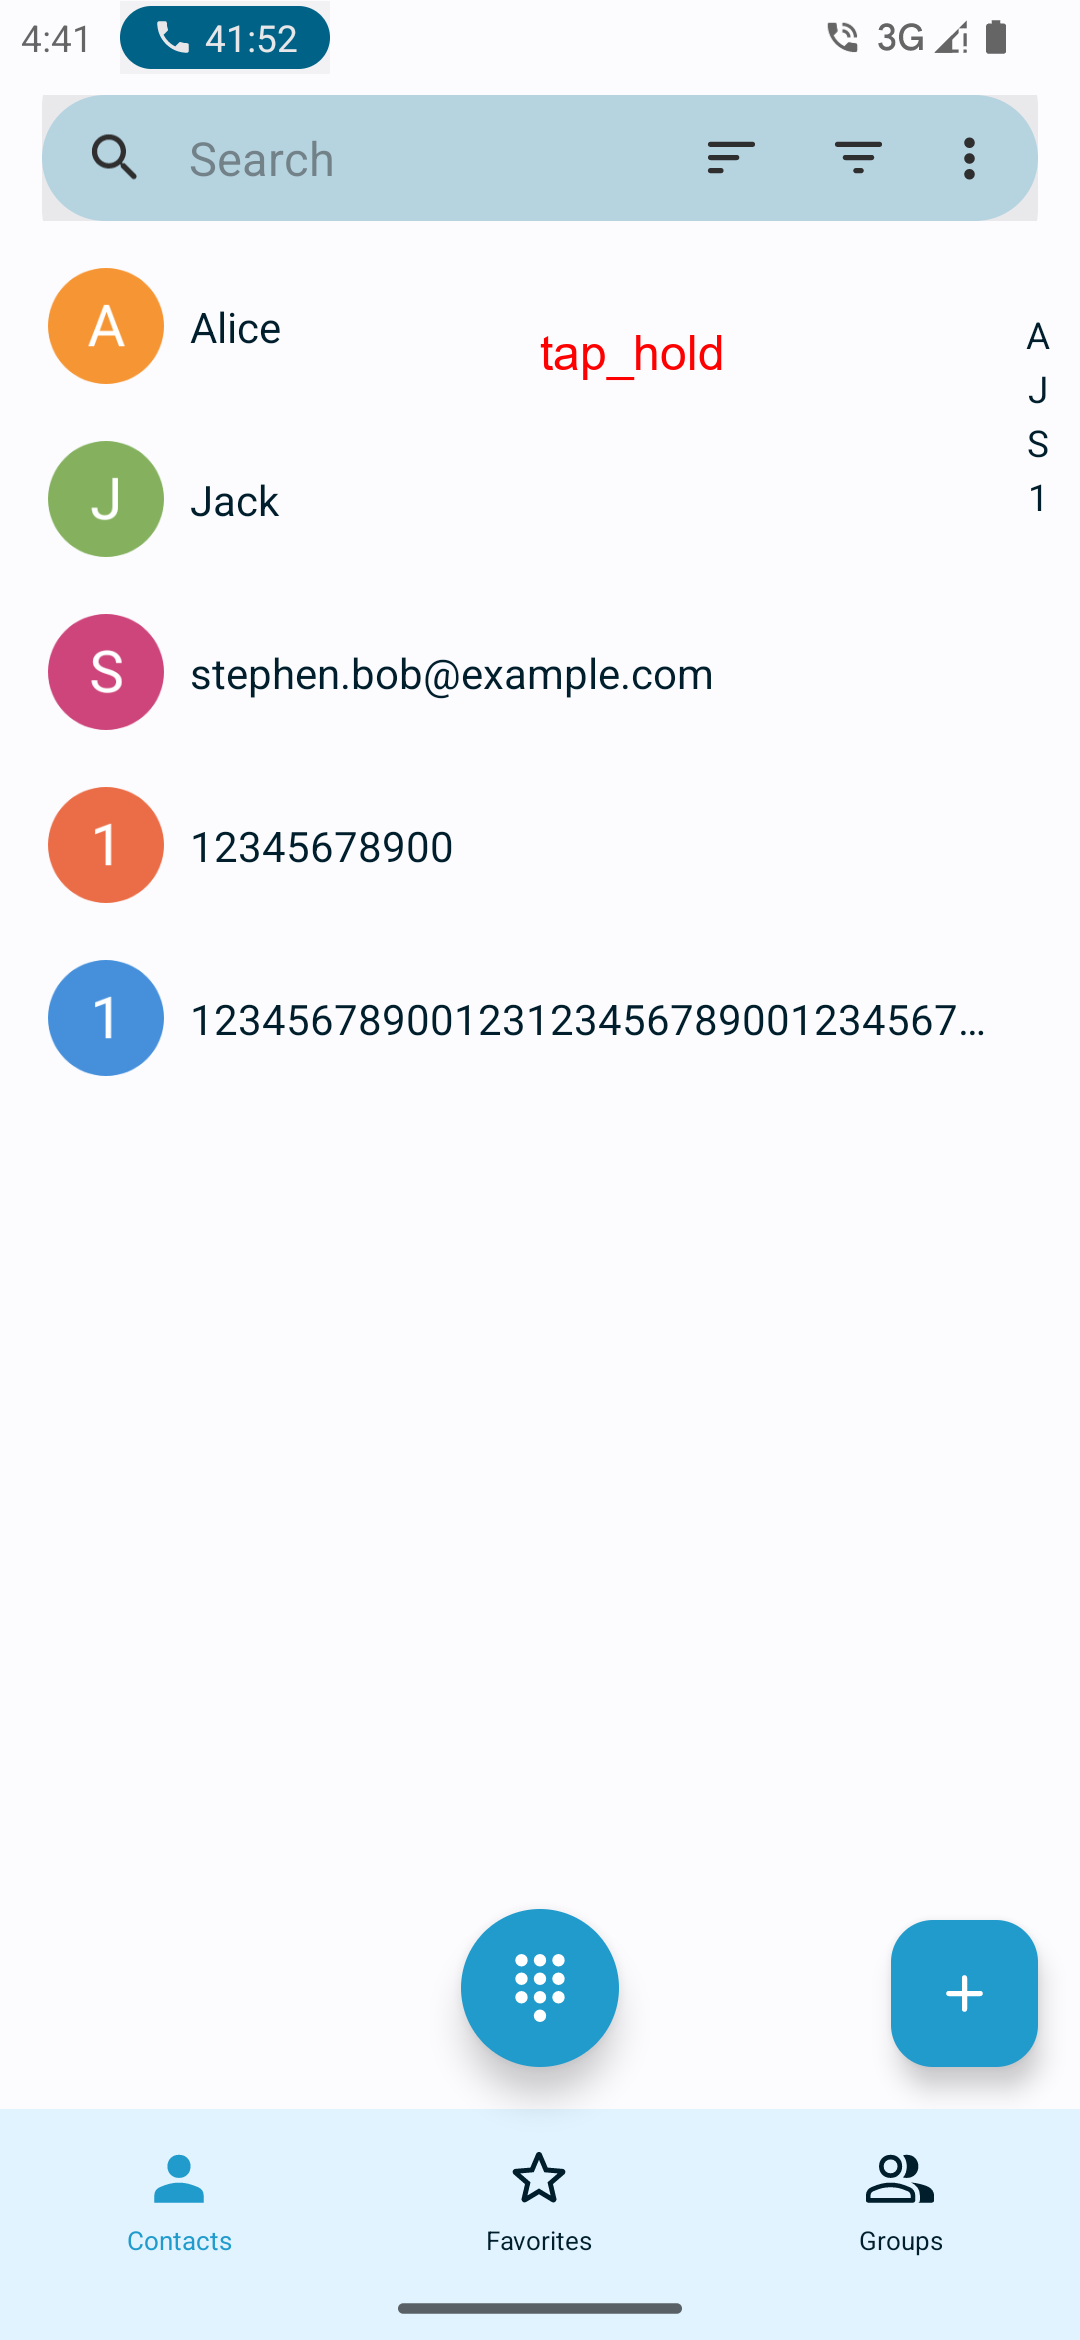 4:41 41:52 3G
Search
A Alice
tap_hold
A
J
S
1
J Jack
S stephen.bob@example.com
1 12345678900
1 12345678900123123456789001234567...
+
Contacts Favorites Groups